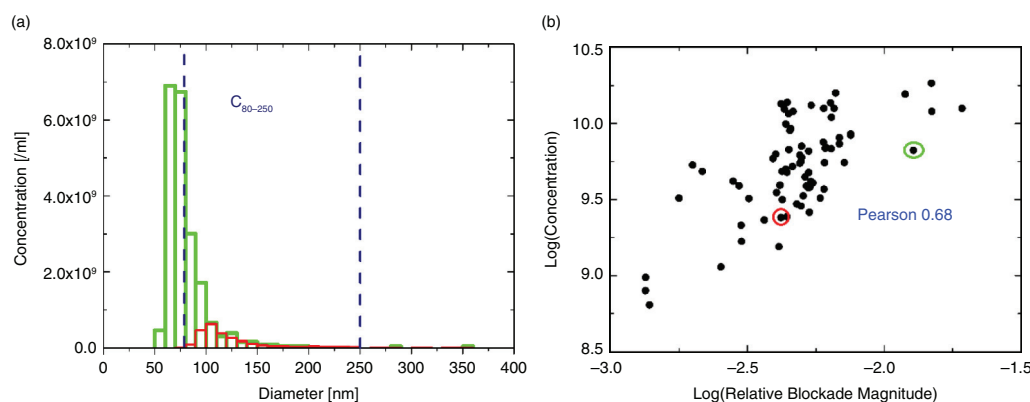 (a)
8.0x10⁹
6.0x10⁹
4.0x10⁹
2.0x10⁹
0.0
Concentration [/ml]
C₈₀₋₂₅₀
0 50 100 150 200 250 300 350 400
Diameter [nm]
(b)
10.5
10.0
9.5
9.0
8.5
Log(Concentration)
Pearson 0.68
−3.0 −2.5 −2.0 −1.5
Log(Relative Blockade Magnitude)